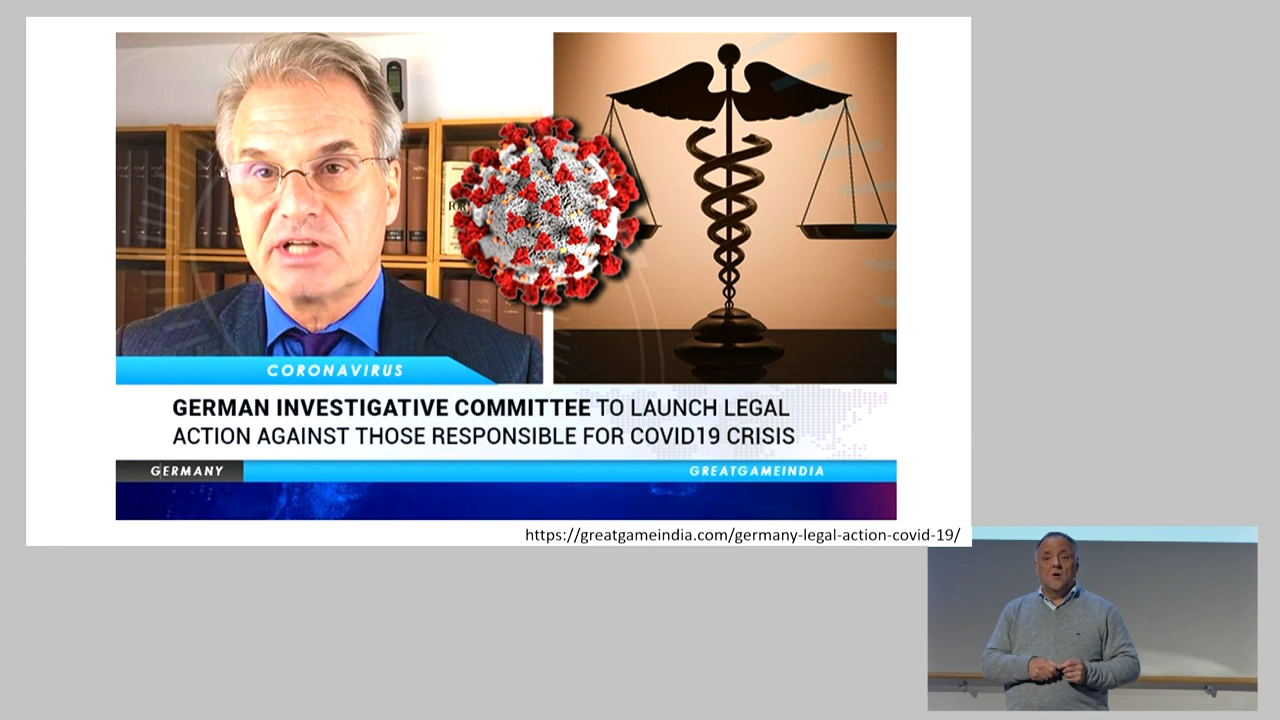 CORONAVIRUS
GERMAN INVESTIGATIVE COMMITTEE TO LAUNCH LEGAL
ACTION AGAINST THOSE RESPONSIBLE FOR COVID19 CRISIS
GERMANY
GREATGAMEINDIA
https://greatgameindia.com/germany-legal-action-covid-19/